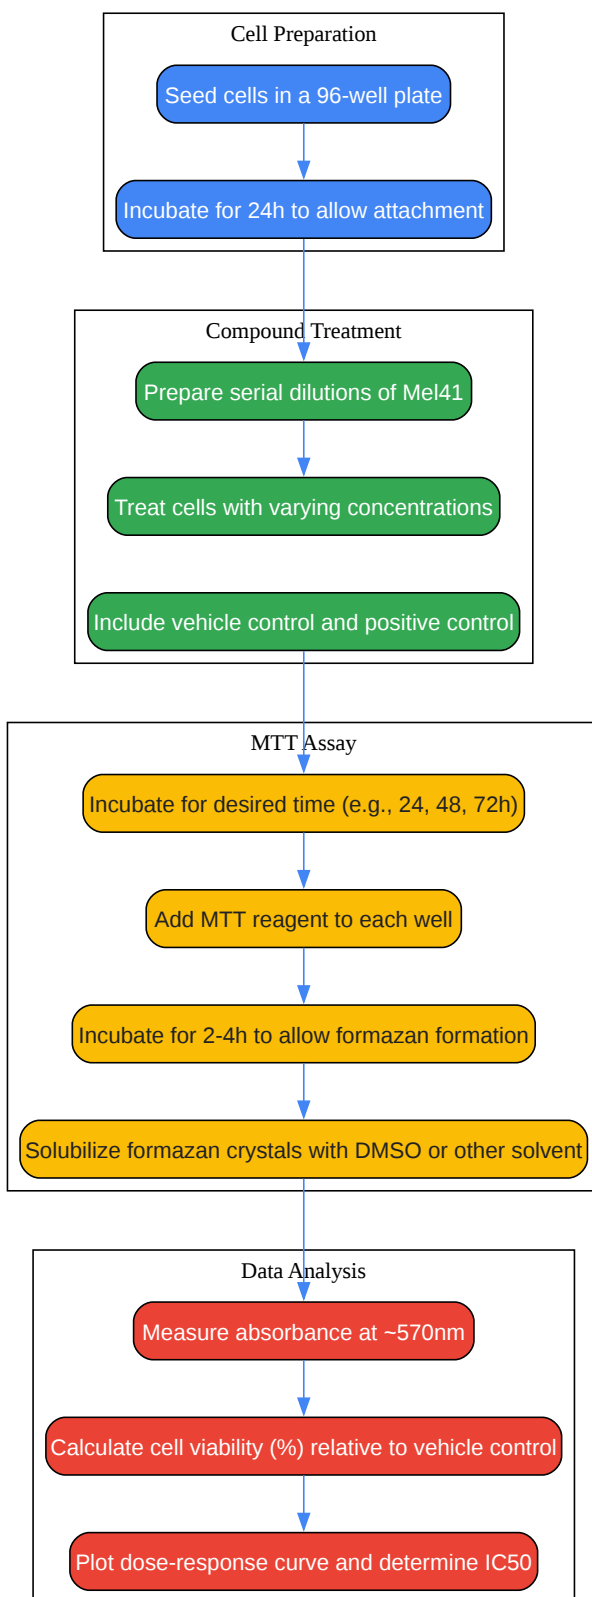 Cell Preparation
Seed cells in a 96-well plate
Incubate for 24h to allow attachment
Compound Treatment
Prepare serial dilutions of Mel41
Treat cells with varying concentrations
Include vehicle control and positive control
MTT Assay
Incubate for desired time (e.g., 24, 48, 72h)
Add MTT reagent to each well
Incubate for 2-4h to allow formazan formation
Solubilize formazan crystals with DMSO or other solvent
Data Analysis
Measure absorbance at ~570nm
Calculate cell viability (%) relative to vehicle control
Plot dose-response curve and determine IC50